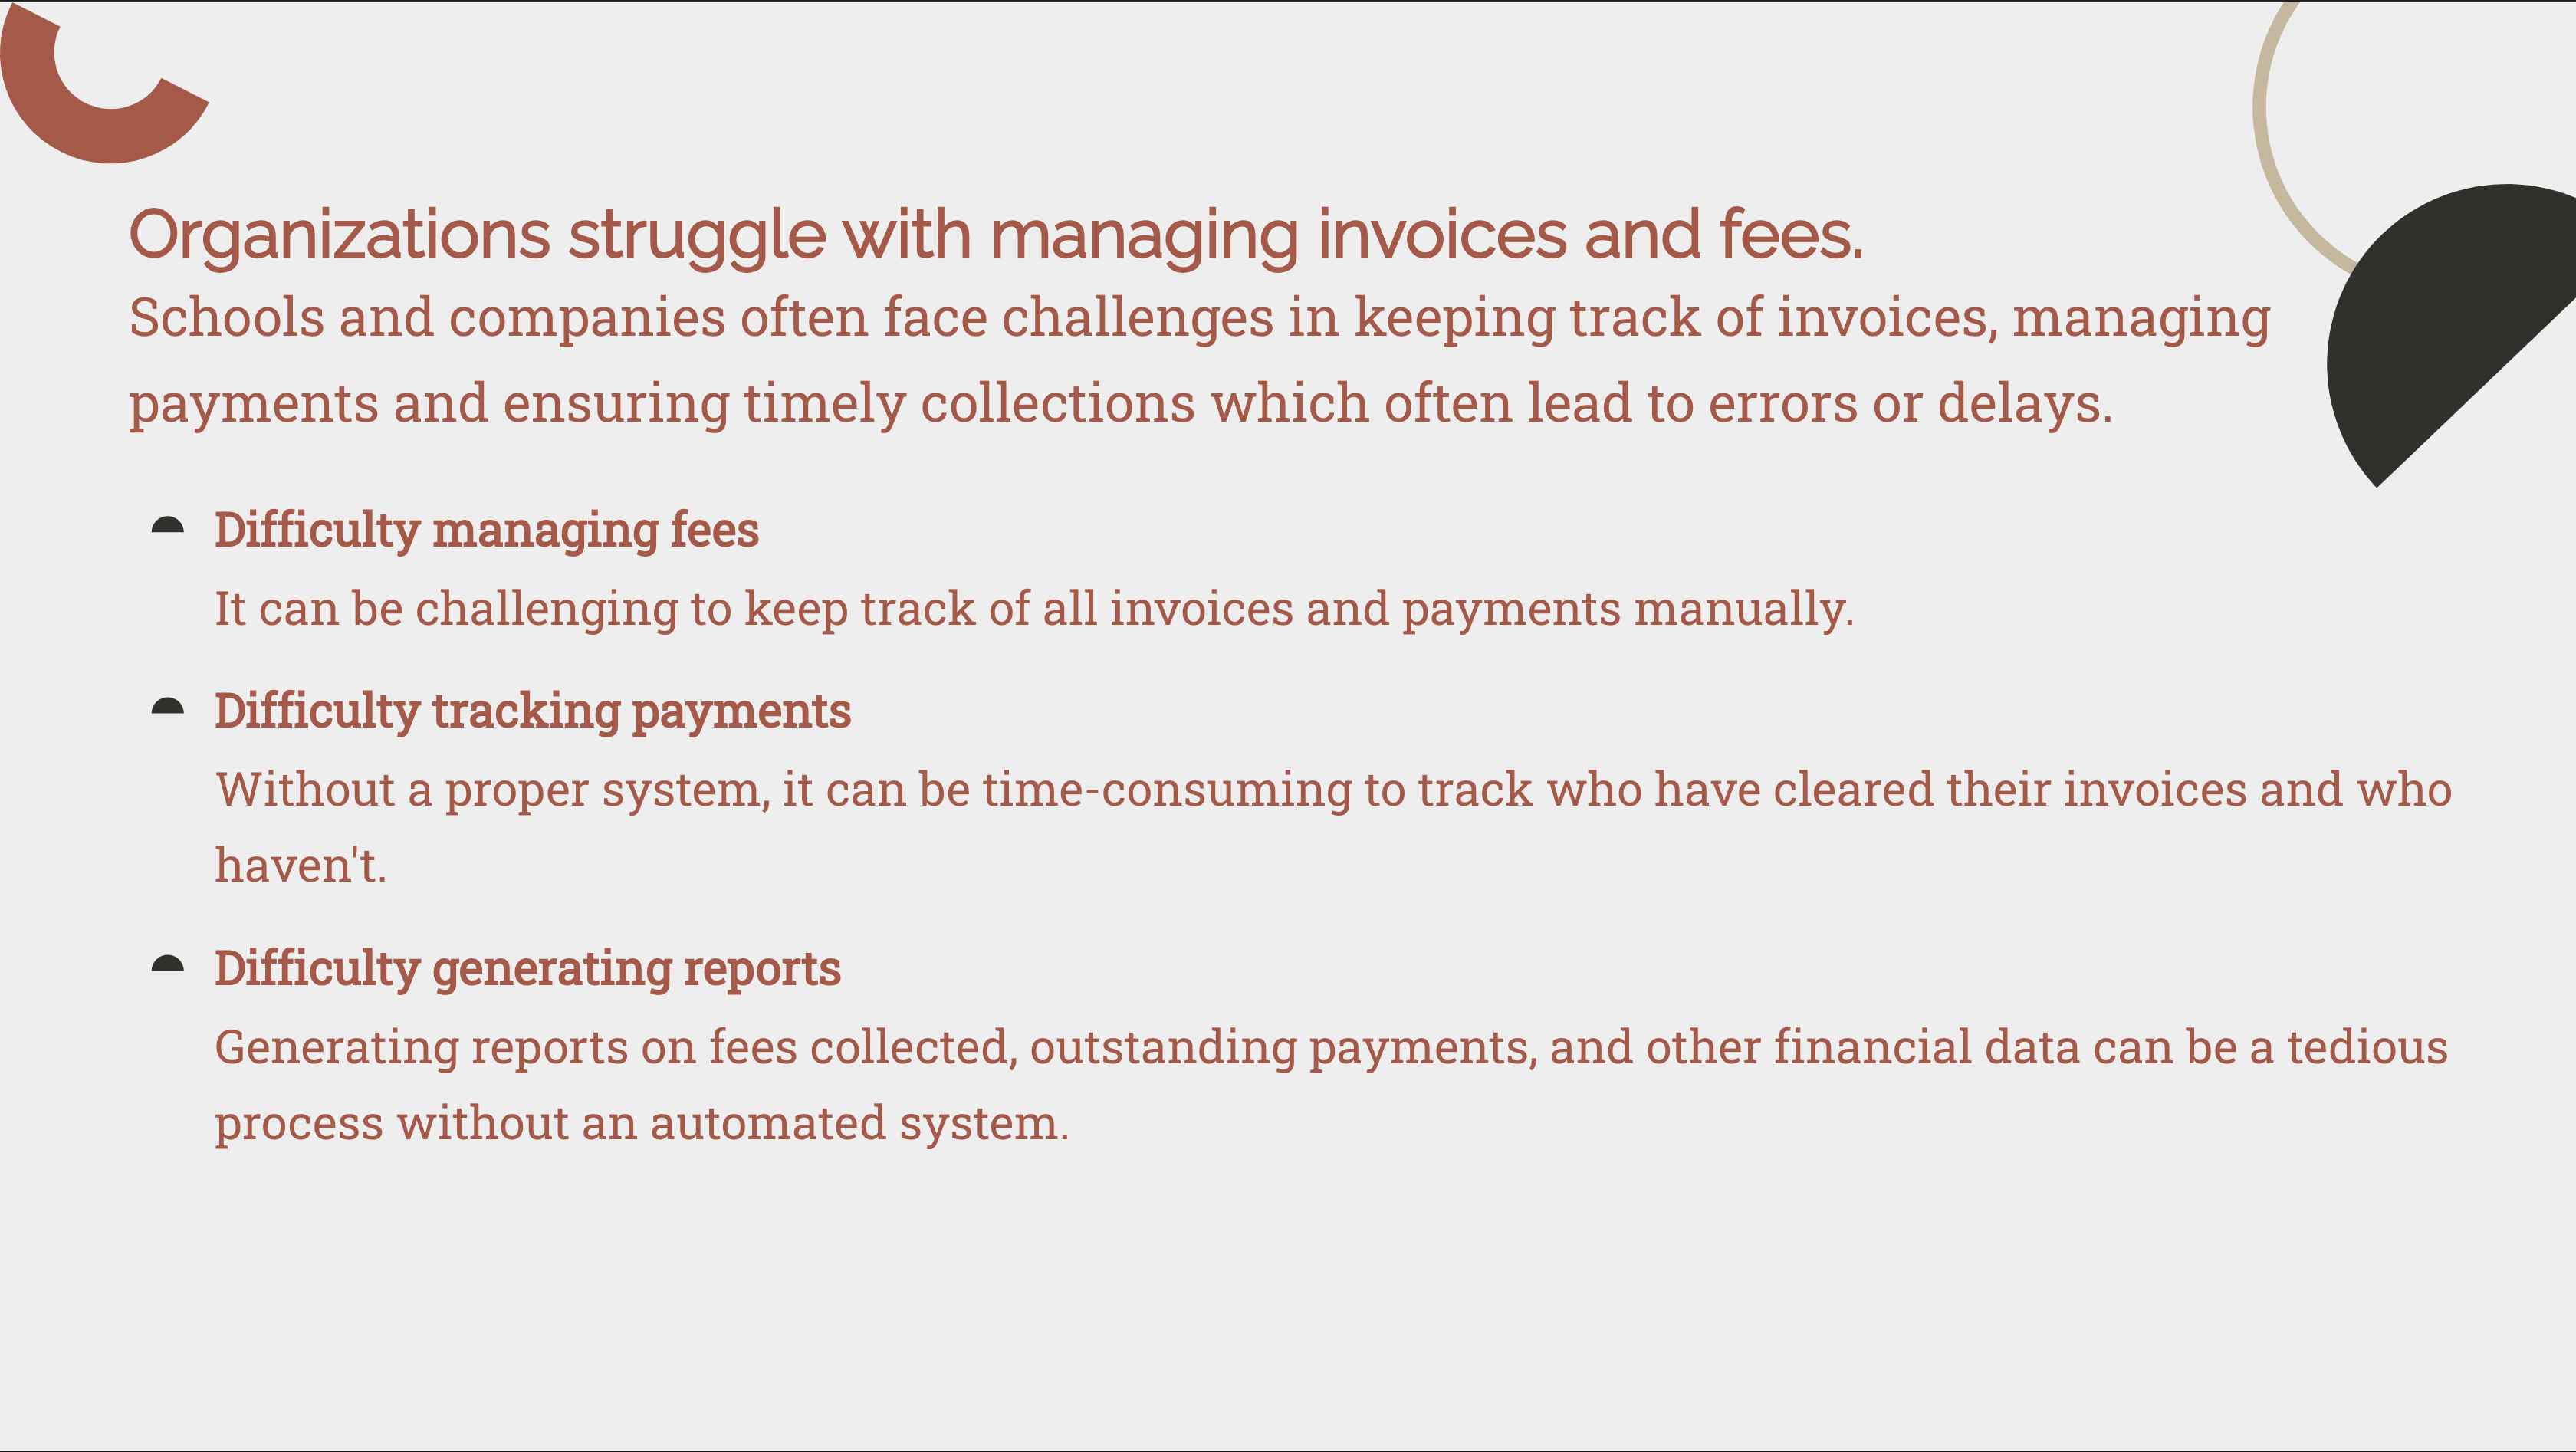 Organizations struggle with managing invoices and fees.
Schools and companies often face challenges in keeping track of invoices, managing
payments and ensuring timely collections which often lead to errors or delays.
Difficulty managing fees
It can be challenging to keep track of all invoices and payments manually.
Difficulty tracking payments
Without a proper system, it can be time-consuming to track who have cleared their invoices and who
haven't.
Difficulty generating reports
Generating reports on fees collected, outstanding payments, and other financial data can be a tedious
process without an automated system.